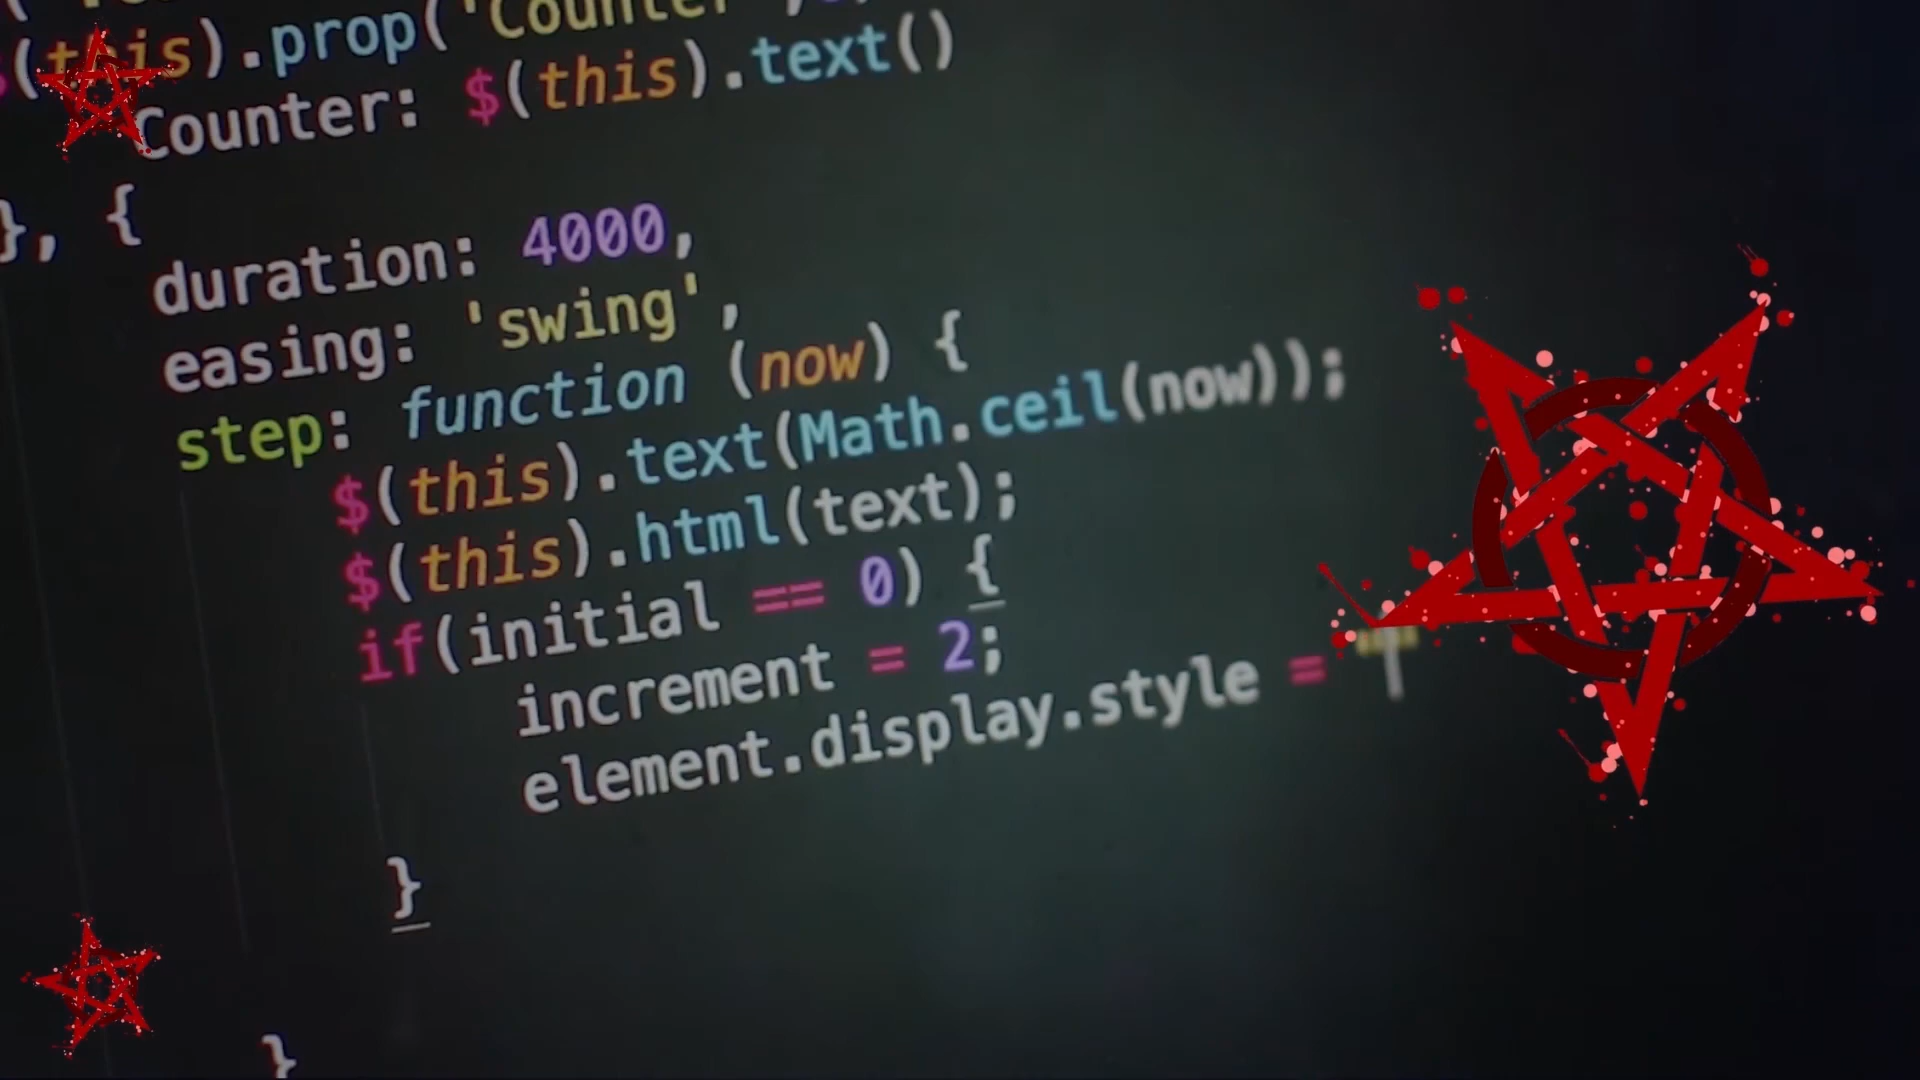 $(this).prop('Counter',
Counter: $(this).text()
}, {
duration: 4000,
easing: 'swing',
step: function (now) {
$(this).text(Math.ceil(now));
$(this).html(text);
if(initial == 0) {
increment = 2;
element.display.style = ""
}
}